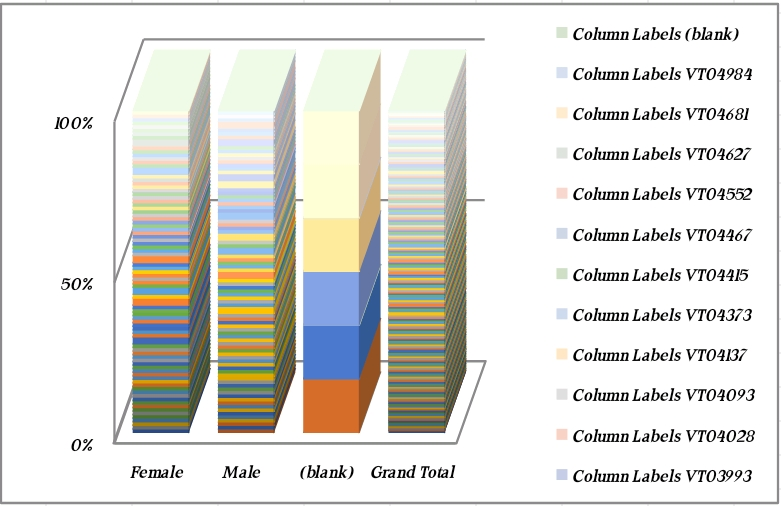 100%
50%
0%
Female Male (blank) Grand Total
Column Labels (blank)
Column Labels VT04984
Column Labels VT04681
Column Labels VT04627
Column Labels VT04552
Column Labels VT04467
Column Labels VT04415
Column Labels VT04373
Column Labels VT04137
Column Labels VT04093
Column Labels VT04028
Column Labels VT03993